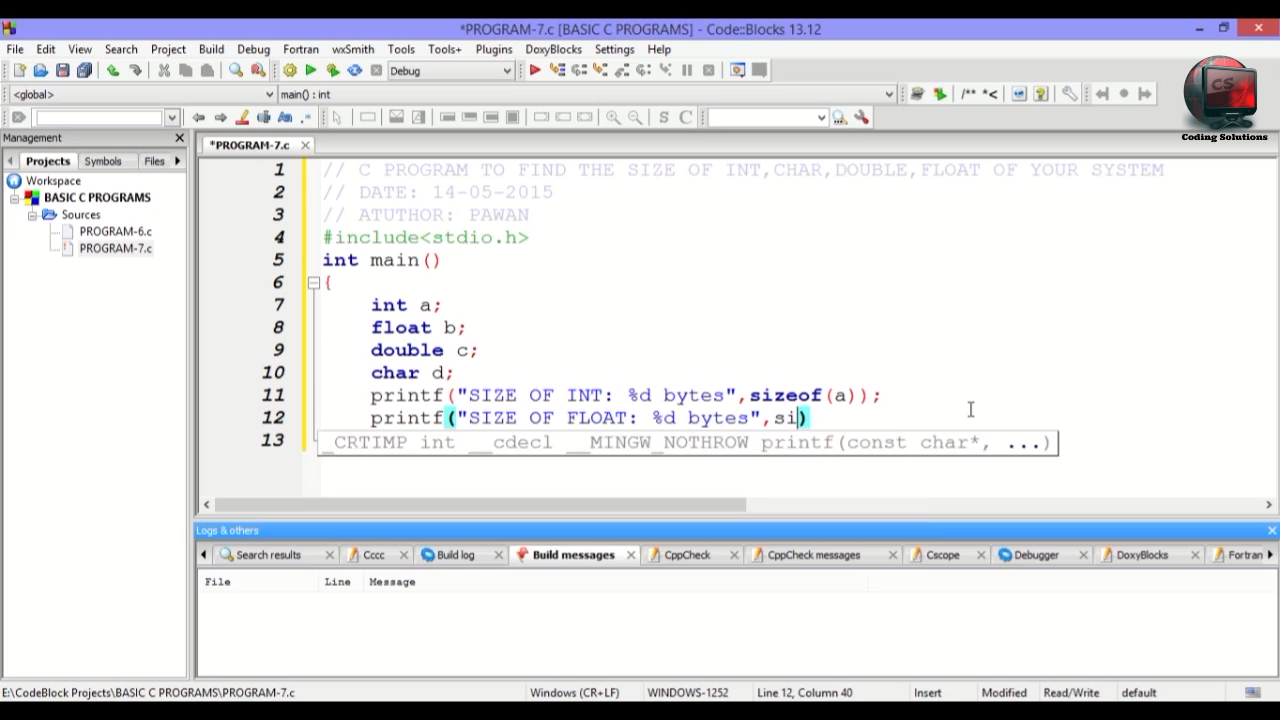 *PROGRAM-7.c [BASIC C PROGRAMS] - Code::Blocks 13.12
File Edit View Search Project Build Debug Fortran wxSmith Tools Tools+ Plugins DoxyBlocks Settings Help
Debug
<global> main() : int /** *<
.* S C
CS
Coding Solutions
Management
Projects Symbols Files
Workspace
BASIC C PROGRAMS
Sources
PROGRAM-6.c
PROGRAM-7.c
*PROGRAM-7.c
1 // C PROGRAM TO FIND THE SIZE OF INT,CHAR,DOUBLE,FLOAT OF YOUR SYSTEM
2 // DATE: 14-05-2015
3 // ATUTHOR: PAWAN
4 #include<stdio.h>
5 int main()
6 {
7 int a;
8 float b;
9 double c;
10 char d;
11 printf("SIZE OF INT: %d bytes",sizeof(a));
12 printf("SIZE OF FLOAT: %d bytes",si)
13 _CRTIMP int __cdecl __MINGW_NOTHROW printf(const char*, ...)
Logs & others
Search results Cccc Build log Build messages CppCheck CppCheck messages Cscope Debugger DoxyBlocks Fortran
File Line Message
E:\CodeBlock Projects\BASIC C PROGRAMS\PROGRAM-7.c Windows (CR+LF) WINDOWS-1252 Line 12, Column 40 Insert Modified Read/Write default